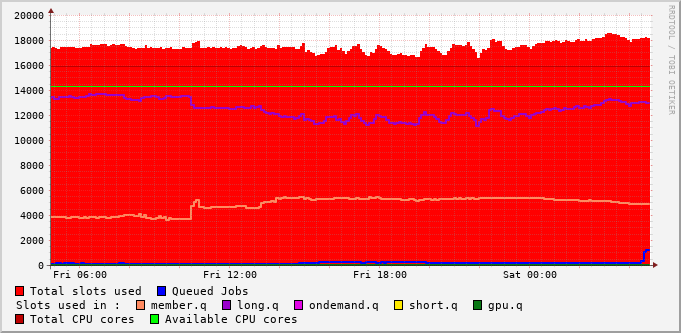 20000
18000
16000
14000
12000
10000
8000
6000
4000
2000
0
Fri 06:00 Fri 12:00 Fri 18:00 Sat 00:00
RRDTOOL / TOBI OETIKER
Total slots used Queued Jobs
Slots used in : member.q long.q ondemand.q short.q gpu.q
Total CPU cores Available CPU cores